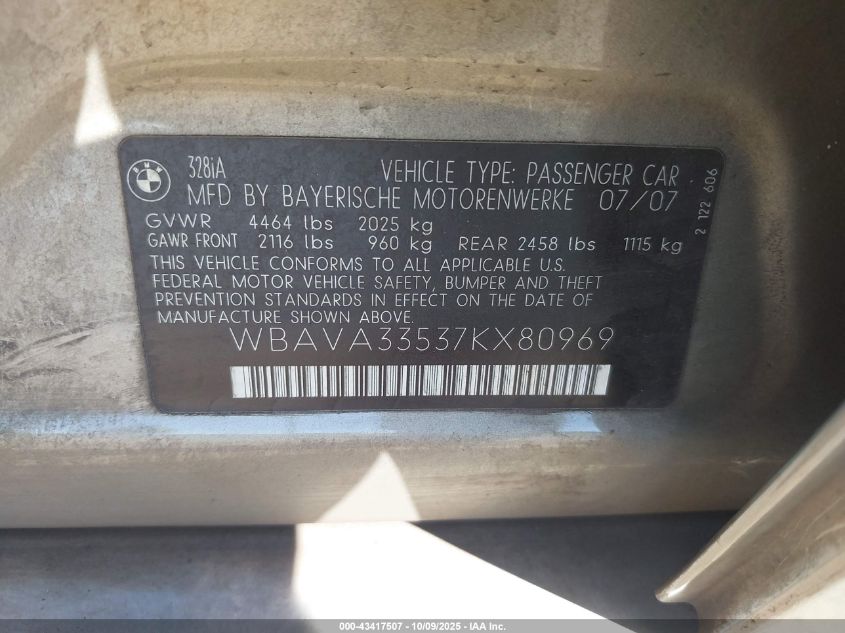 328iA VEHICLE TYPE: PASSENGER CAR
MFD BY BAYERISCHE MOTORENWERKE 07/07
GVWR 4464 lbs 2025 kg
GAWR FRONT 2116 lbs 960 kg REAR 2458 lbs 1115 kg
THIS VEHICLE CONFORMS TO ALL APPLICABLE U.S.
FEDERAL MOTOR VEHICLE SAFETY, BUMPER AND THEFT
PREVENTION STANDARDS IN EFFECT ON THE DATE OF
MANUFACTURE SHOWN ABOVE.
WBAVA33537KX80969
2 122 606
000-43417507 - 10/09/2025 - IAA Inc.